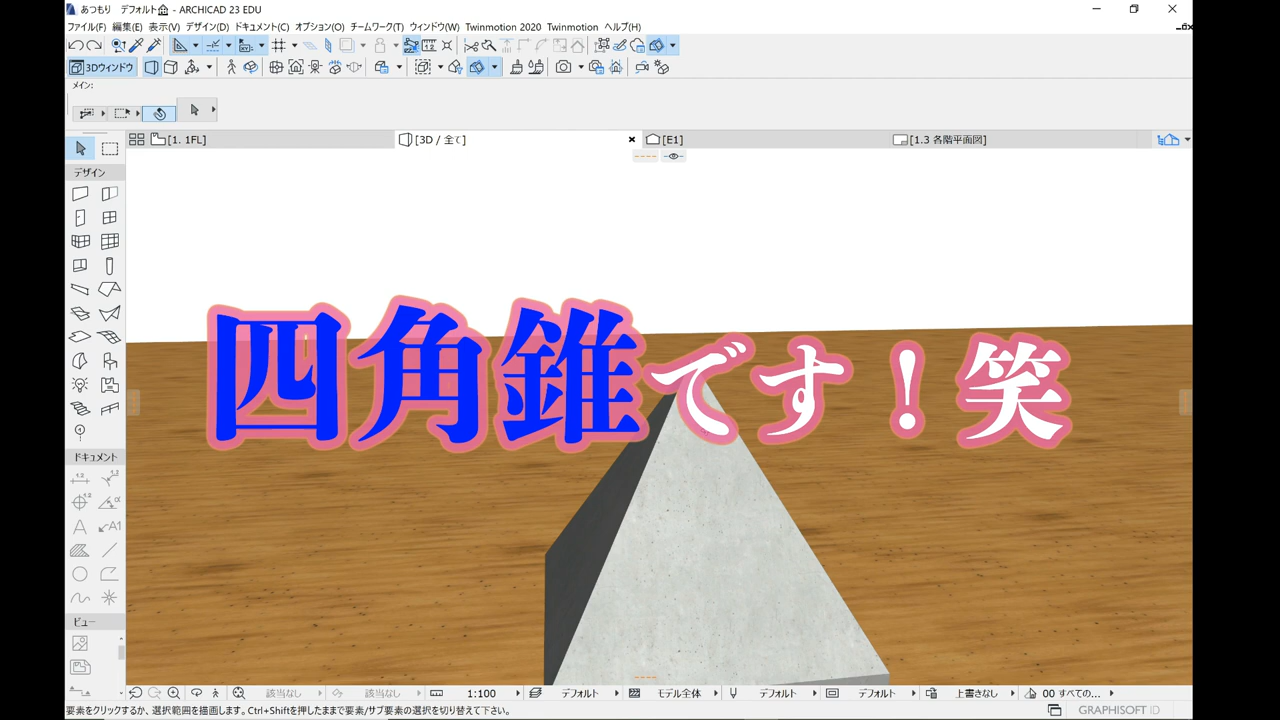 あつもり デフォルト - ARCHICAD 23 EDU
ファイル(F) 編集(E) 表示(V) デザイン(D) ドキュメント(C) オプション(O) チームワーク(T) ウィンドウ(W) Twinmotion 2020 Twinmotion ヘルプ(H)
3Dウィンドウ
メイン:
[1. 1FL] [3D / 全て] [E1] [1.3 各階平面図]
デザイン
四角錐です！笑
ドキュメント
1.2
A A1
ビュー
該当なし 該当なし 1:100 デフォルト モデル全体 デフォルト デフォルト 上書きなし 00 すべての...
要素をクリックするか、選択範囲を描画します。Ctrl+Shiftを押したままで要素/サブ要素の選択を切り替えて下さい。 GRAPHISOFT ID